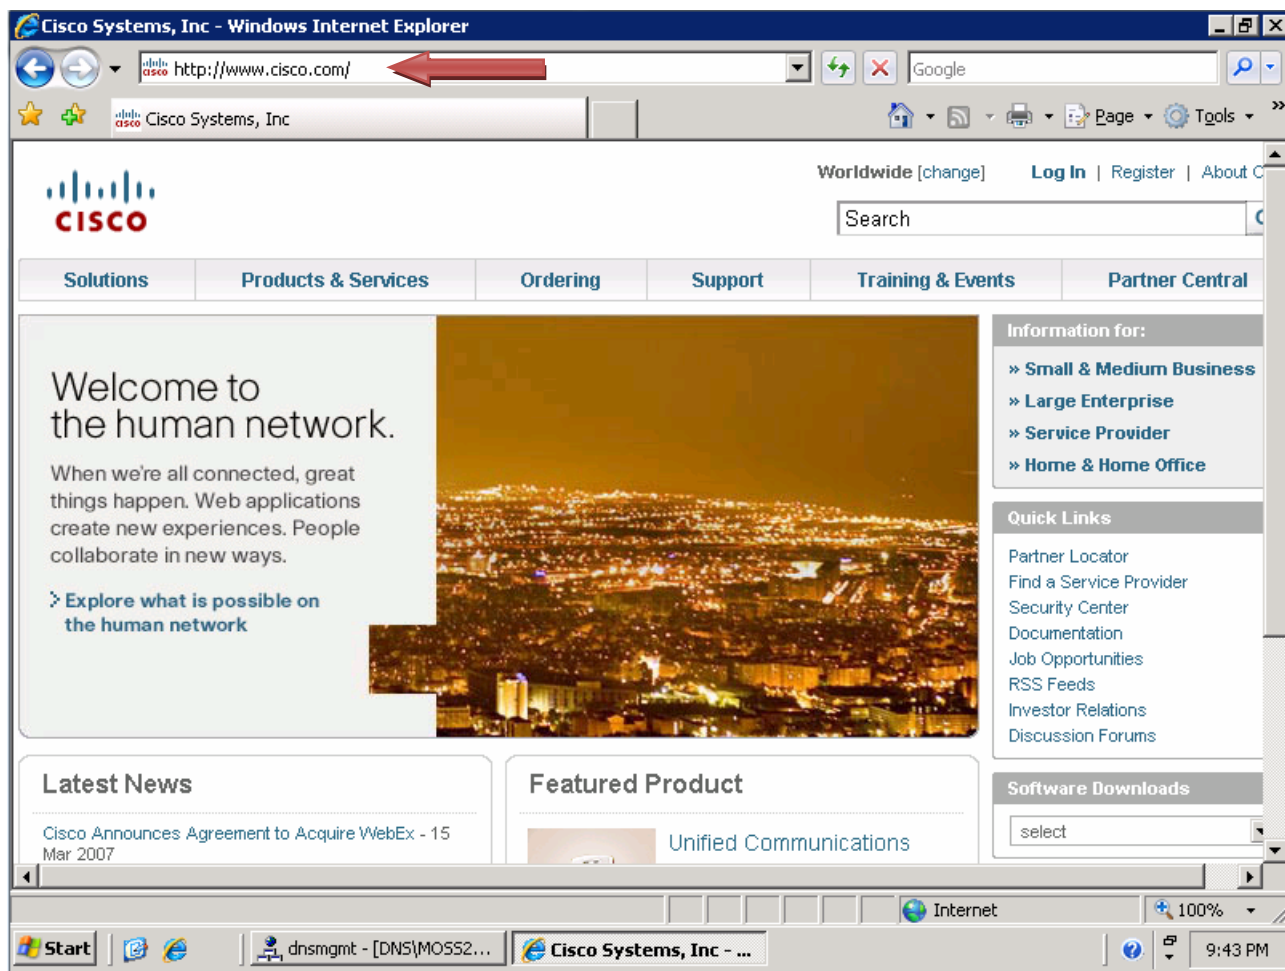 Cisco Systems, Inc - Windows Internet Explorer
cisco http://www.cisco.com/
Google
cisco Cisco Systems, Inc
Page Tools »
Worldwide [change] Log In | Register | About
CISCO
Search
Solutions Products & Services Ordering Support Training & Events Partner Central
Welcome to
the human network.
When we're all connected, great
things happen. Web applications
create new experiences. People
collaborate in new ways.
Explore what is possible on
the human network
Information for:
» Small & Medium Business
» Large Enterprise
» Service Provider
» Home & Home Office
Quick Links
Partner Locator
Find a Service Provider
Security Center
Documentation
Job Opportunities
RSS Feeds
Investor Relations
Discussion Forums
Latest News
Cisco Announces Agreement to Acquire WebEx - 15
Mar 2007
Featured Product
Unified Communications
Software Downloads
select
Internet 100%
Start dnsmgmt - [DNS\MOSS2... Cisco Systems, Inc - ... 9:43 PM